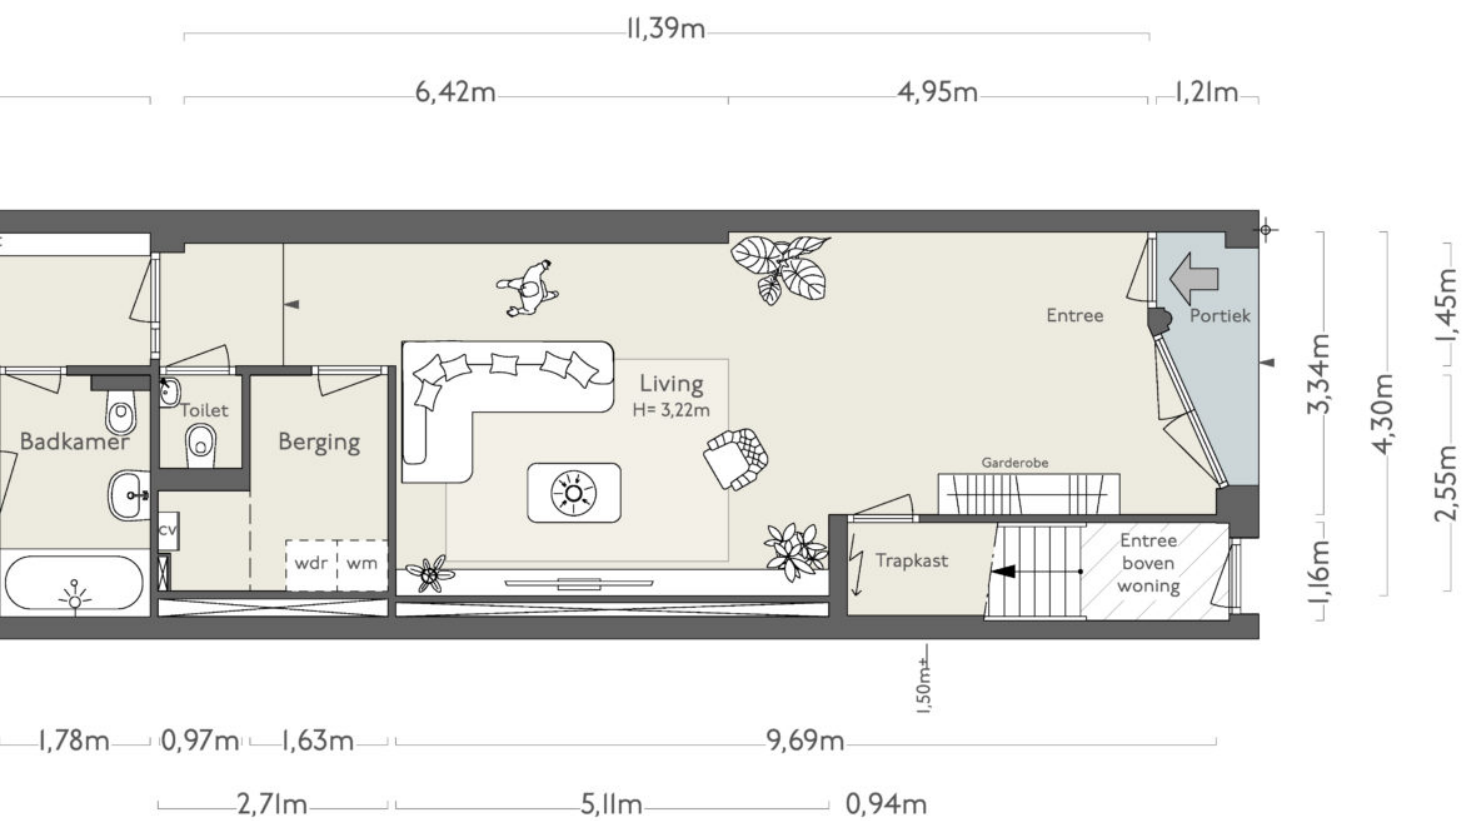 11,39m
6,42m
4,95m
1,21m
Entree
Portiek
1,45m
3,34m
4,30m
Living
H= 3,22m
Toilet
Badkamer
Berging
Garderobe
2,55m
cv
wdr
wm
Trapkast
Entree
boven
woning
1,16m
1,50m±
1,78m
0,97m
1,63m
9,69m
2,71m
5,11m
0,94m